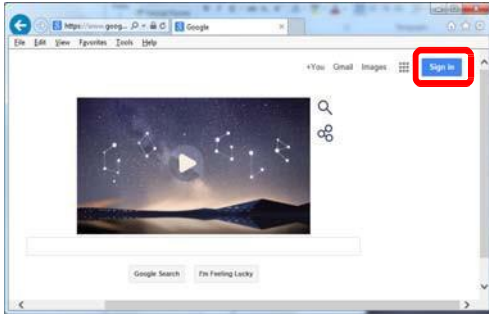 https://www.goog... Google
File Edit View Favorites Tools Help
+You Gmail Images Sign in
Google Search I'm Feeling Lucky